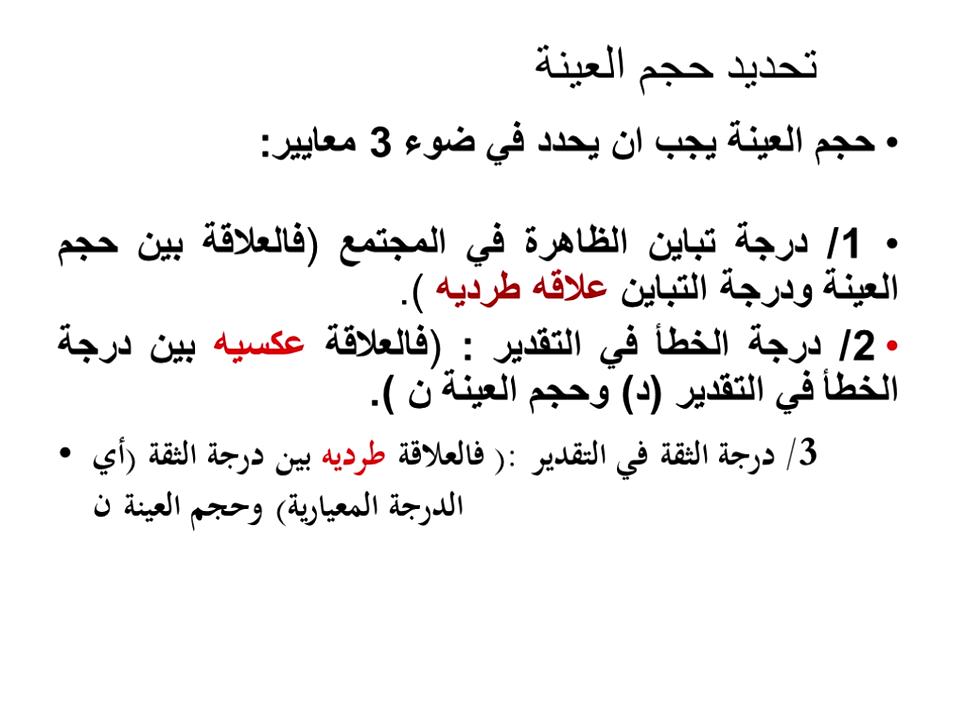 تحديد حجم العينة
• حجم العينة يجب ان يحدد في ضوء 3 معايير:
• 1/ درجة تباين الظاهرة في المجتمع (فالعلاقة بين حجم
العينة ودرجة التباين علاقه طرديه ).
• 2/ درجة الخطأ في التقدير : (فالعلاقة عكسيه بين درجة
الخطأ في التقدير (د) وحجم العينة ن ).
• 3/ درجة الثقة في التقدير :( فالعلاقة طرديه بين درجة الثقة (أي
الدرجة المعيارية) وحجم العينة ن